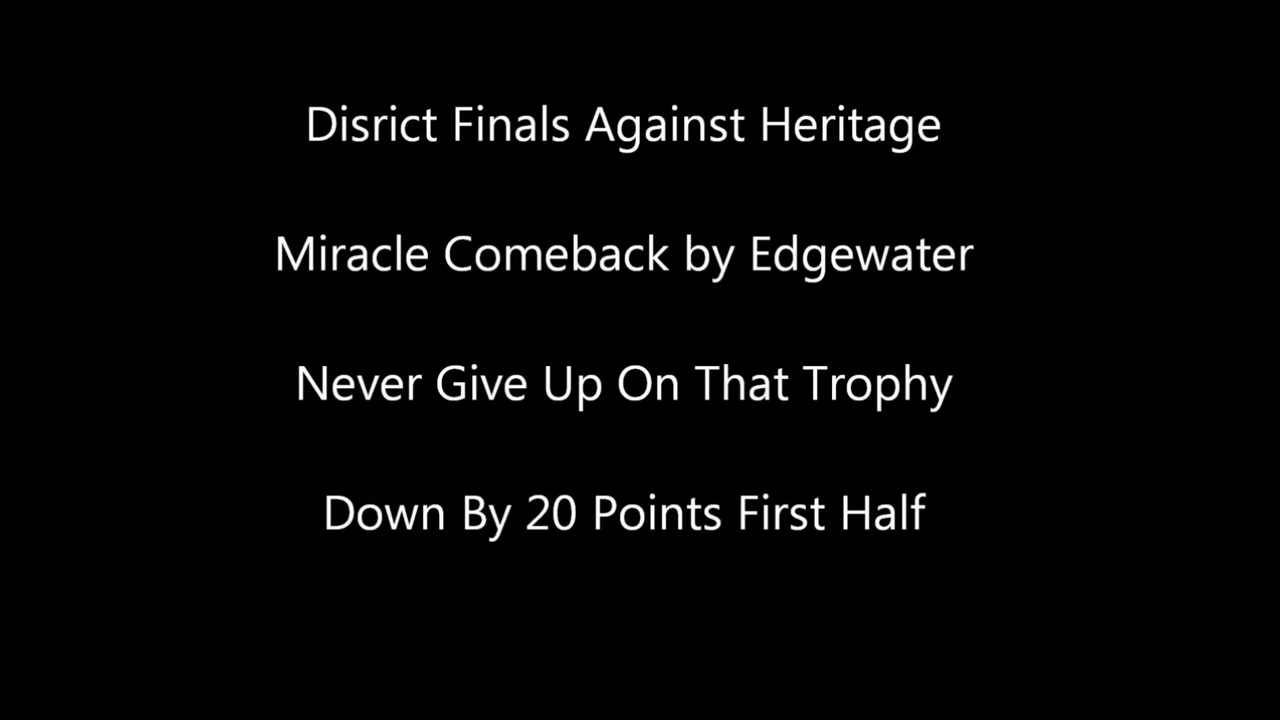 Disrict Finals Against Heritage
Miracle Comeback by Edgewater
Never Give Up On That Trophy
Down By 20 Points First Half